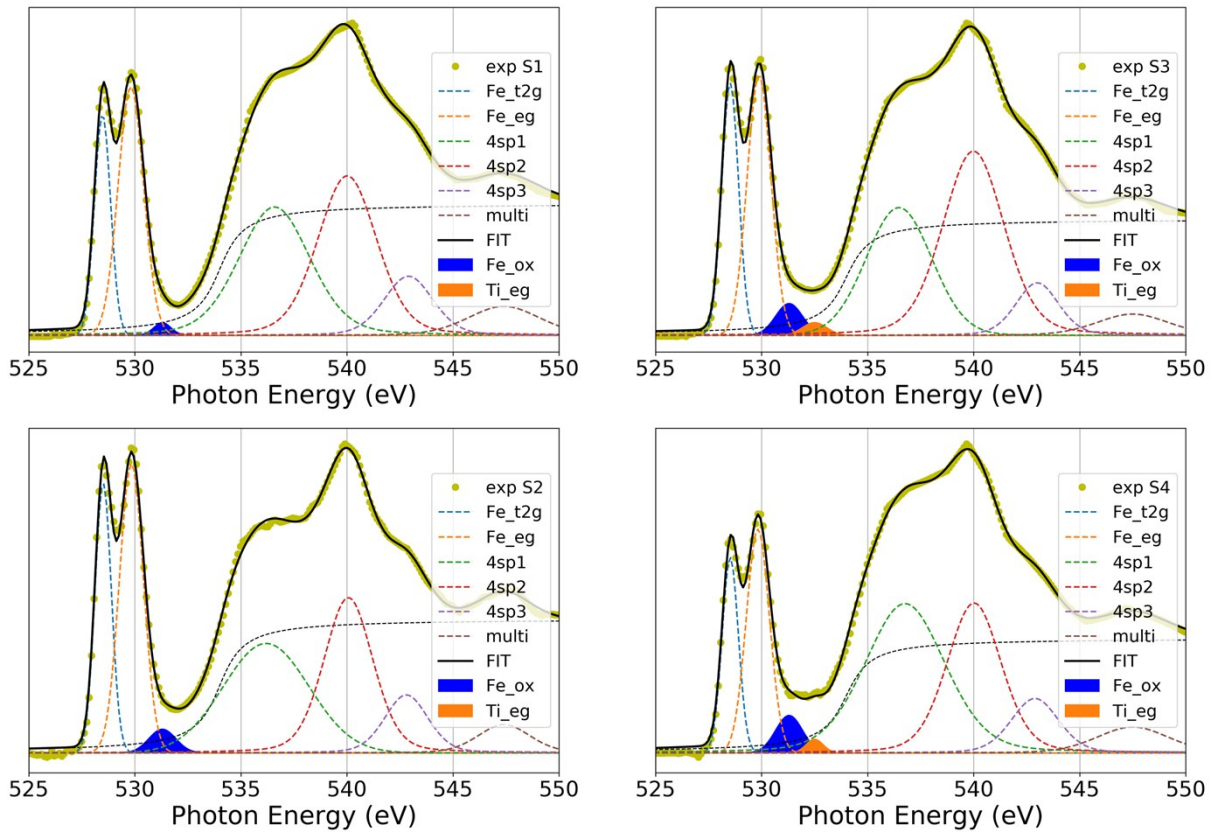 exp S1
Fe_t2g
Fe_eg
4sp1
4sp2
4sp3
multi
FIT
Fe_ox
Ti_eg
525 530 535 540 545 550
Photon Energy (eV)
exp S3
Fe_t2g
Fe_eg
4sp1
4sp2
4sp3
multi
FIT
Fe_ox
Ti_eg
525 530 535 540 545 550
Photon Energy (eV)
exp S2
Fe_t2g
Fe_eg
4sp1
4sp2
4sp3
multi
FIT
Fe_ox
Ti_eg
525 530 535 540 545 550
Photon Energy (eV)
exp S4
Fe_t2g
Fe_eg
4sp1
4sp2
4sp3
multi
FIT
Fe_ox
Ti_eg
525 530 535 540 545 550
Photon Energy (eV)